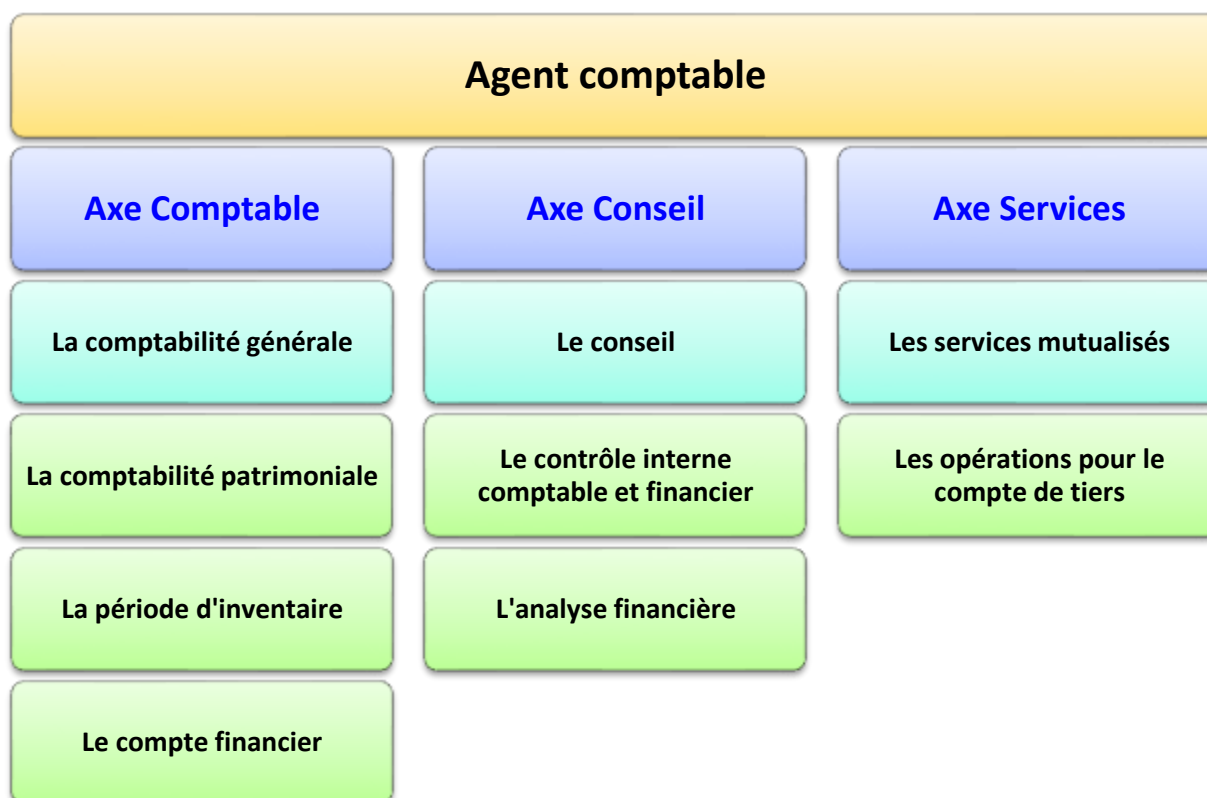 Agent comptable
Axe Comptable
Axe Conseil
Axe Services
La comptabilité générale
Le conseil
Les services mutualisés
La comptabilité patrimoniale
Le contrôle interne
comptable et financier
Les opérations pour le
compte de tiers
La période d'inventaire
L'analyse financière
Le compte financier